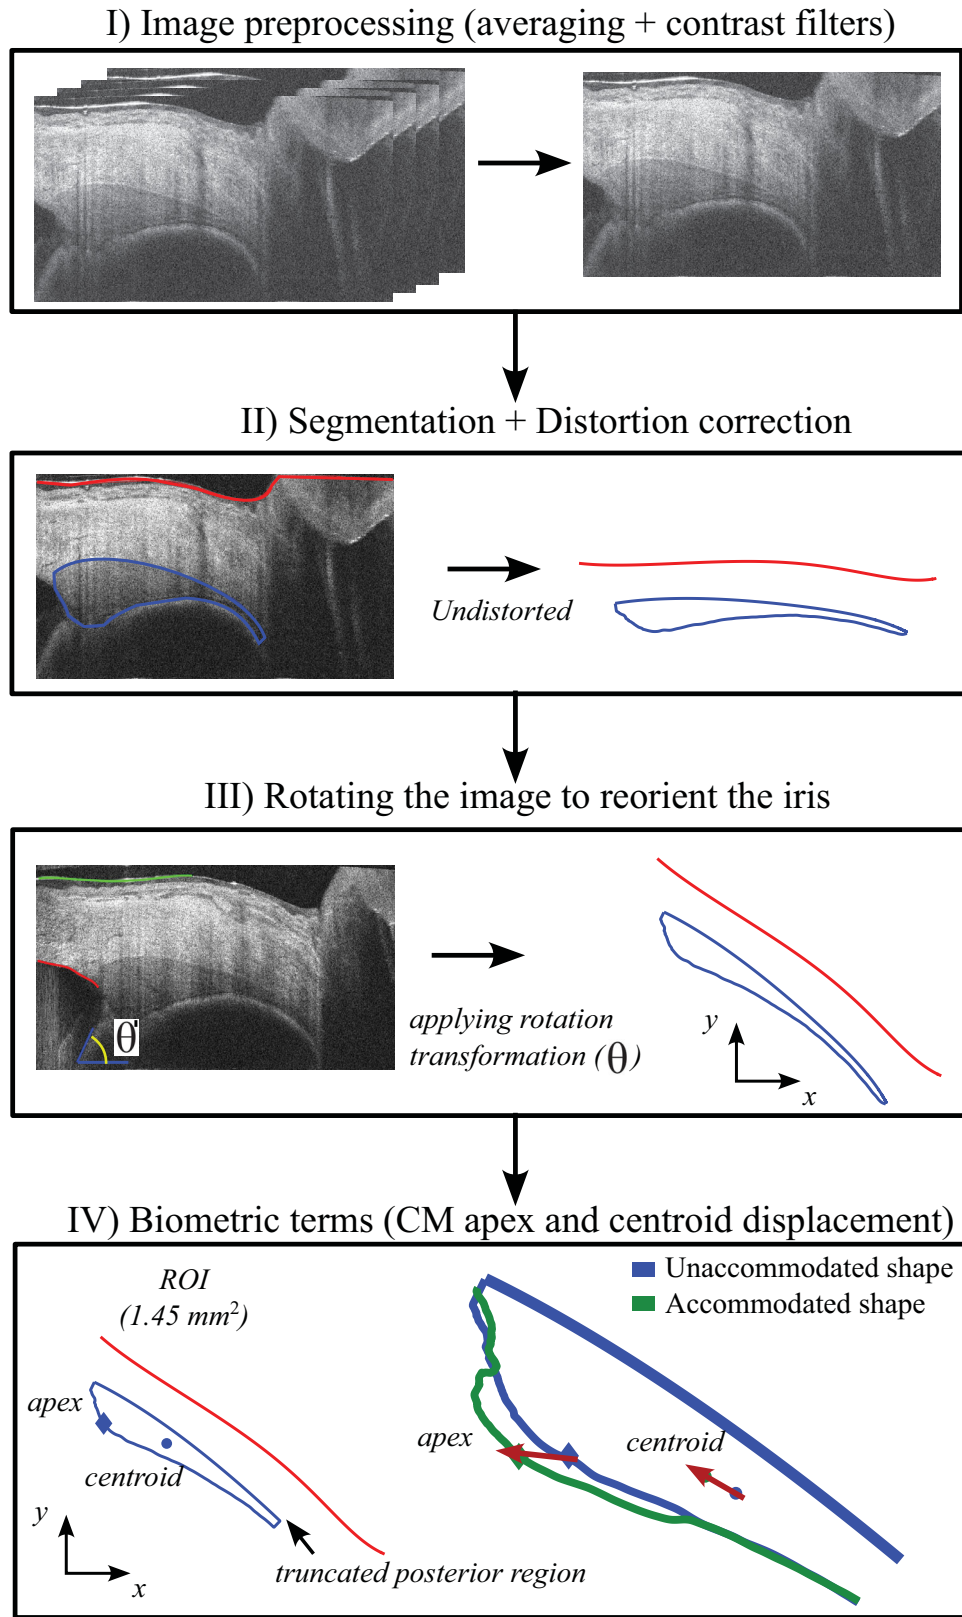 I) Image preprocessing (averaging + contrast filters)
II) Segmentation + Distortion correction
Undistorted
III) Rotating the image to reorient the iris
θ'
applying rotation
transformation (θ)
y
x
IV) Biometric terms (CM apex and centroid displacement)
ROI
(1.45 mm²)
Unaccommodated shape
Accommodated shape
apex
centroid
apex
centroid
y
x
truncated posterior region